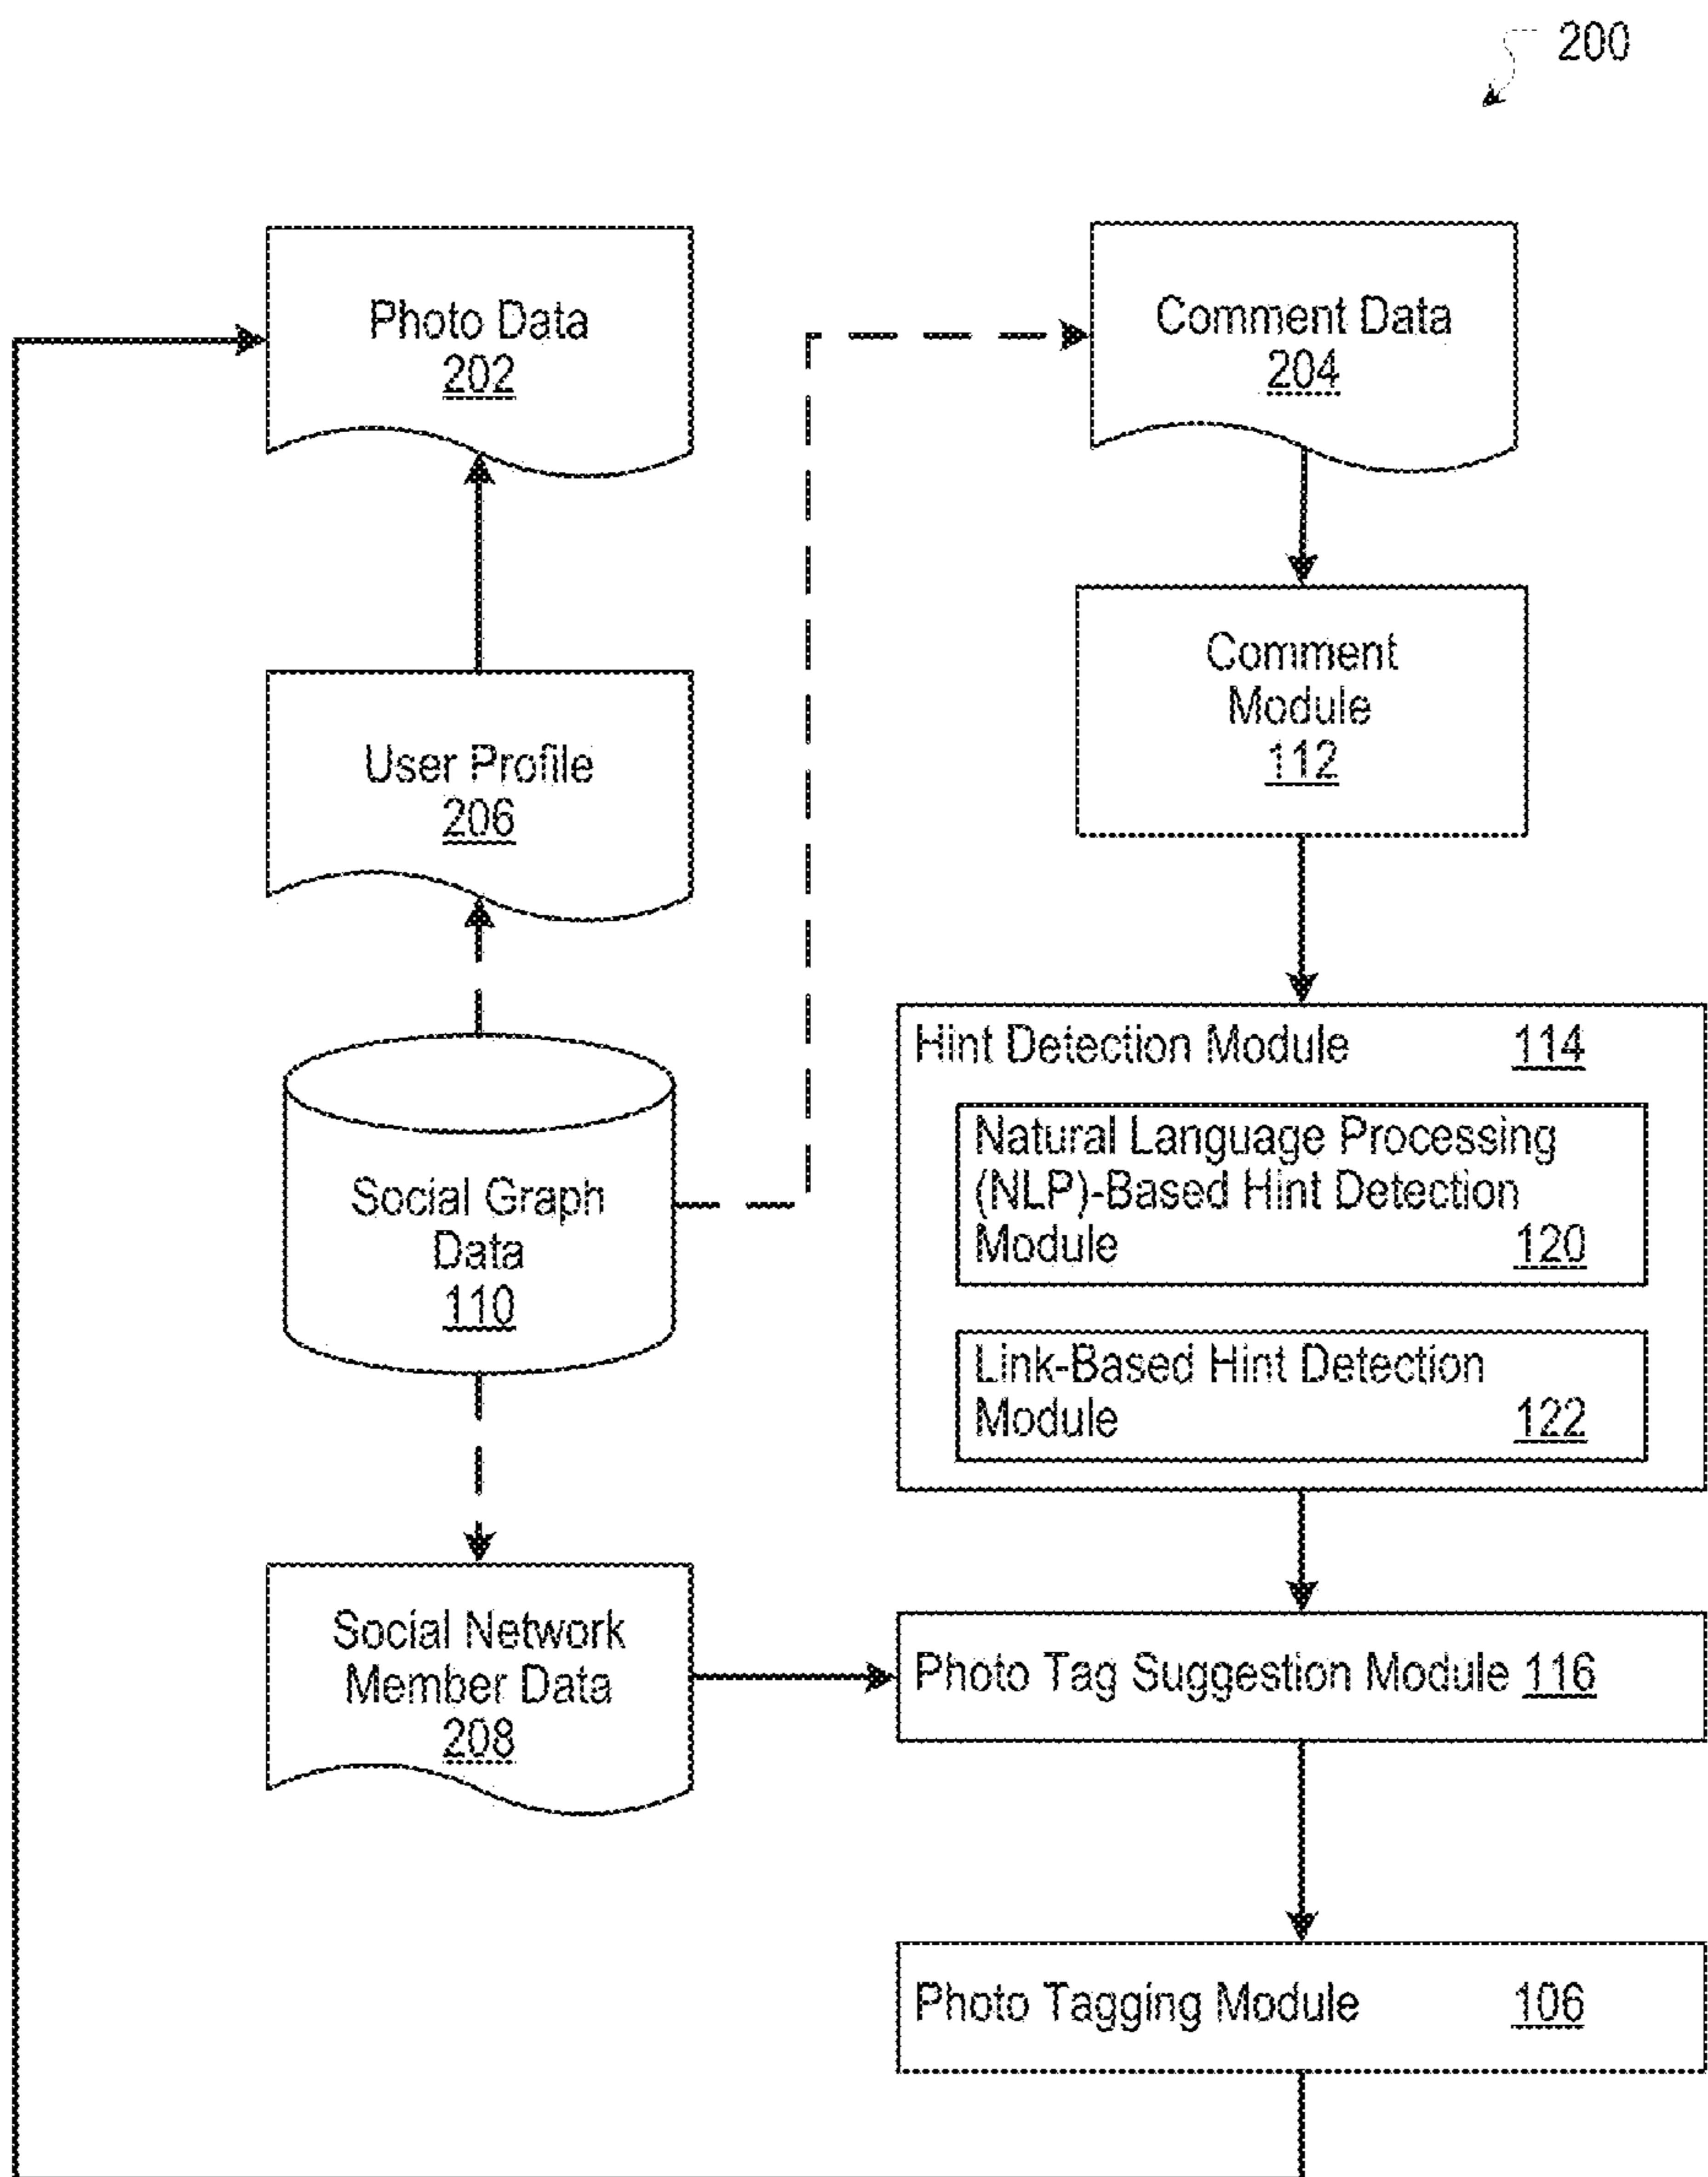 200
Photo Data
202
Comment Data
204
Comment
Module
112
User Profile
206
Hint Detection Module 114
Natural Language Processing
(NLP)-Based Hint Detection
Module 120
Link-Based Hint Detection
Module 122
Social Graph
Data
110
Social Network
Member Data
208
Photo Tag Suggestion Module 116
Photo Tagging Module 106